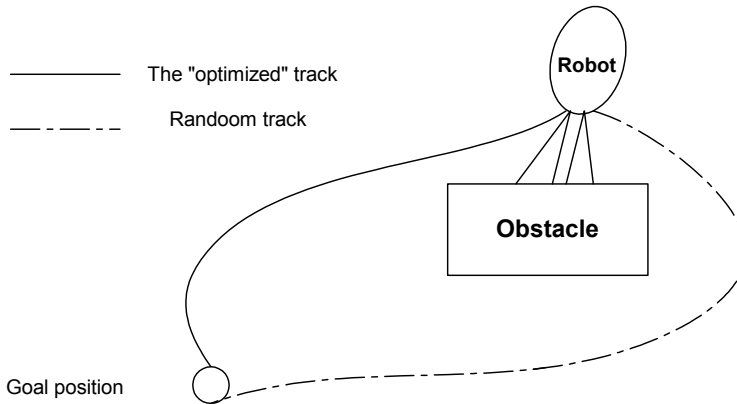 Robot
The "optimized" track
Randoom track
Obstacle
Goal position